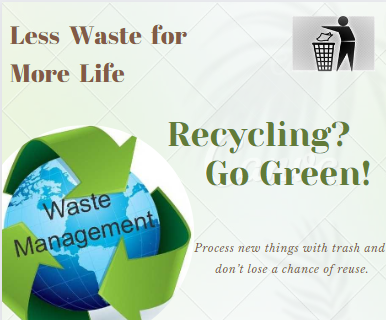 Less Waste for
More Life
Recycling?
Go Green!
Waste
Management
Process new things with trash and
don't lose a chance of reuse.